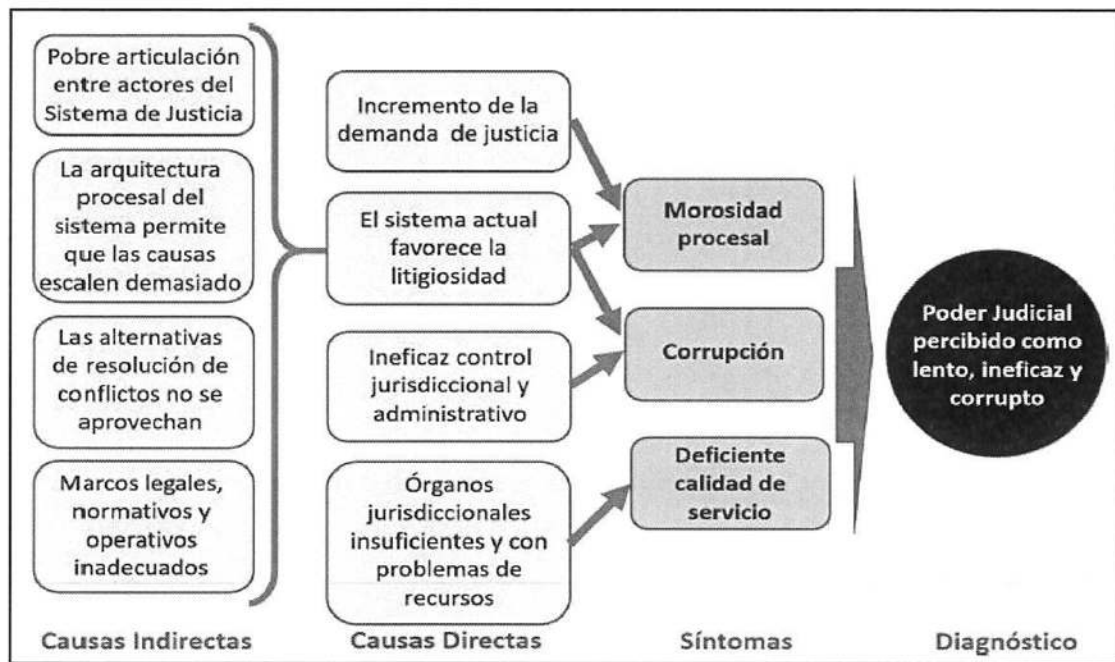 Pobre articulación
entre actores del
Sistema de Justicia
La arquitectura
procesal del
sistema permite
que las causas
escalen demasiado
Las alternativas
de resolución de
conflictos no se
aprovechan
Marcos legales,
normativos y
operativos
inadecuados
Causas Indirectas
Incremento de la
demanda de justicia
El sistema actual
favorece la
litigiosidad
Ineficaz control
jurisdiccional y
administrativo
Órganos
jurisdiccionales
insuficientes y con
problemas de
recursos
Causas Directas
Morosidad
procesal
Corrupción
Deficiente
calidad de
servicio
Síntomas
Poder Judicial
percibido como
lento, ineficaz y
corrupto
Diagnóstico